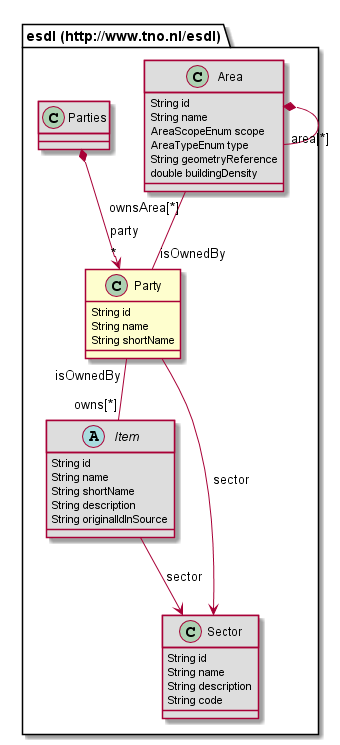 esdl (http://www.tno.nl/esdl)
C Area
String id
String name
AreaScopeEnum scope
AreaTypeEnum type
String geometryReference
double buildingDensity
area[*]
C Parties
ownsArea[*]
party
*
isOwnedBy
C Party
String id
String name
String shortName
isOwnedBy
owns[*]
A Item
String id
String name
String shortName
String description
String originalIdInSource
sector
sector
C Sector
String id
String name
String description
String code